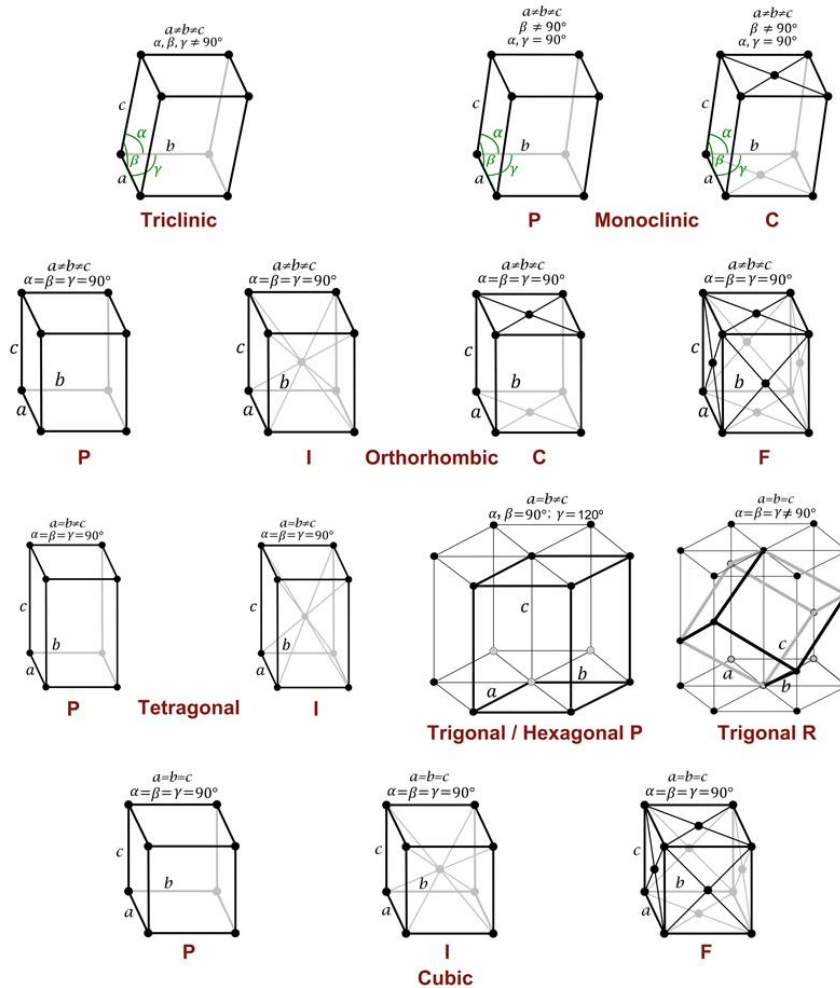 a≠b≠c
α, β, γ ≠ 90°
c
α
β
b
a
γ
Triclinic
a≠b≠c
β ≠ 90°
α, γ = 90°
c
α
β
b
a
γ
P
Monoclinic
a≠b≠c
β ≠ 90°
α, γ = 90°
c
α
β
b
a
γ
C
a≠b≠c
α=β=γ=90°
c
b
a
P
a≠b≠c
α=β=γ=90°
c
b
a
I
Orthorhombic
a≠b≠c
α=β=γ=90°
c
b
a
C
a≠b≠c
α=β=γ=90°
c
b
a
F
a=b≠c
α=β=γ=90°
c
b
a
P
Tetragonal
a=b≠c
α=β=γ=90°
c
b
a
I
a=b≠c
α, β=90°; γ=120°
c
a
b
Trigonal / Hexagonal P
a=b=c
α=β=γ≠90°
c
a
b
Trigonal R
a=b=c
α=β=γ=90°
c
b
a
P
a=b=c
α=β=γ=90°
c
b
a
I
Cubic
a=b=c
α=β=γ=90°
c
b
a
F